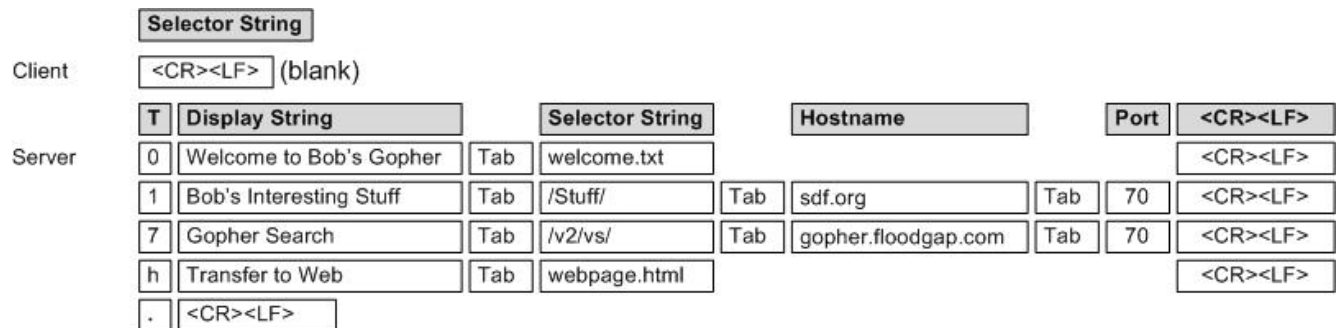 Selector String
Client <CR><LF> (blank)
T Display String Selector String Hostname Port <CR><LF>
Server 0 Welcome to Bob's Gopher Tab welcome.txt <CR><LF>
1 Bob's Interesting Stuff Tab /Stuff/ Tab sdf.org Tab 70 <CR><LF>
7 Gopher Search Tab /v2/vs/ Tab gopher.floodgap.com Tab 70 <CR><LF>
h Transfer to Web Tab webpage.html <CR><LF>
. <CR><LF>